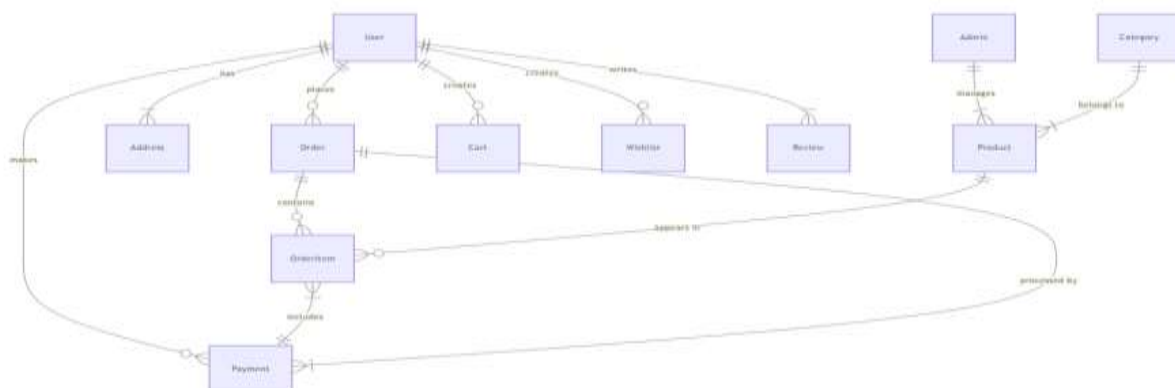 User
Admin
Category
has
places
creates
creates
writes
manages
belongs to
Address
Order
Cart
Wishlist
Review
Product
makes
contains
appears in
OrderItem
processed by
includes
Payment